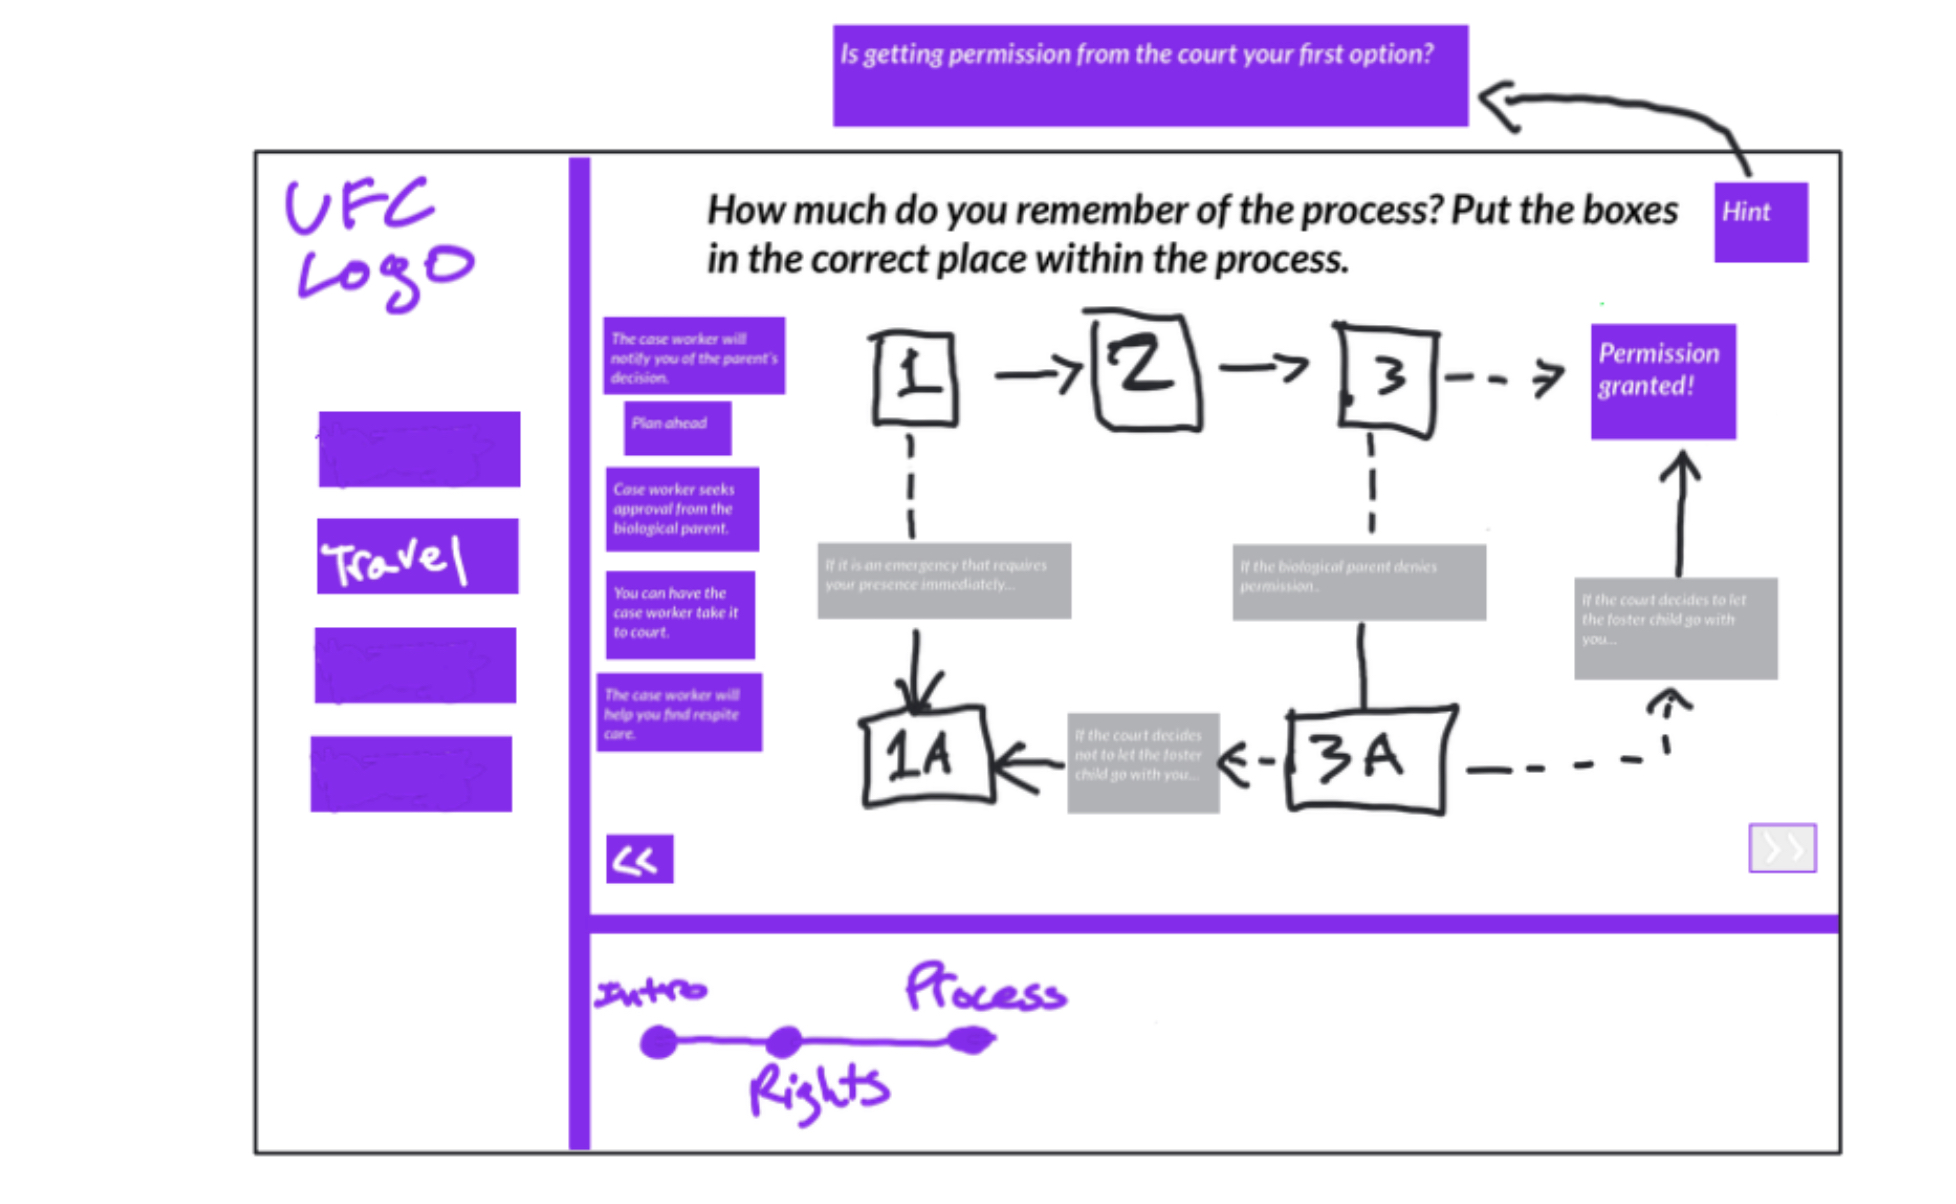 Is getting permission from the court your first option?
UFC
Logo
How much do you remember of the process? Put the boxes
in the correct place within the process.
Hint
The case worker will
notify you of the parent's
decision.
Plan ahead
Case worker seeks
approval from the
biological parent.
You can have the
case worker take it
to court.
The case worker will
help you find respite
care.
1
2
3
Permission
granted!
If it is an emergency that requires
your presence immediately...
If the biological parent denies
permission..
If the court decides to let
the foster child go with
you...
1A
If the court decides
not to let the foster
child go with you...
3A
Travel
<<
>>
Intro
Process
Rights